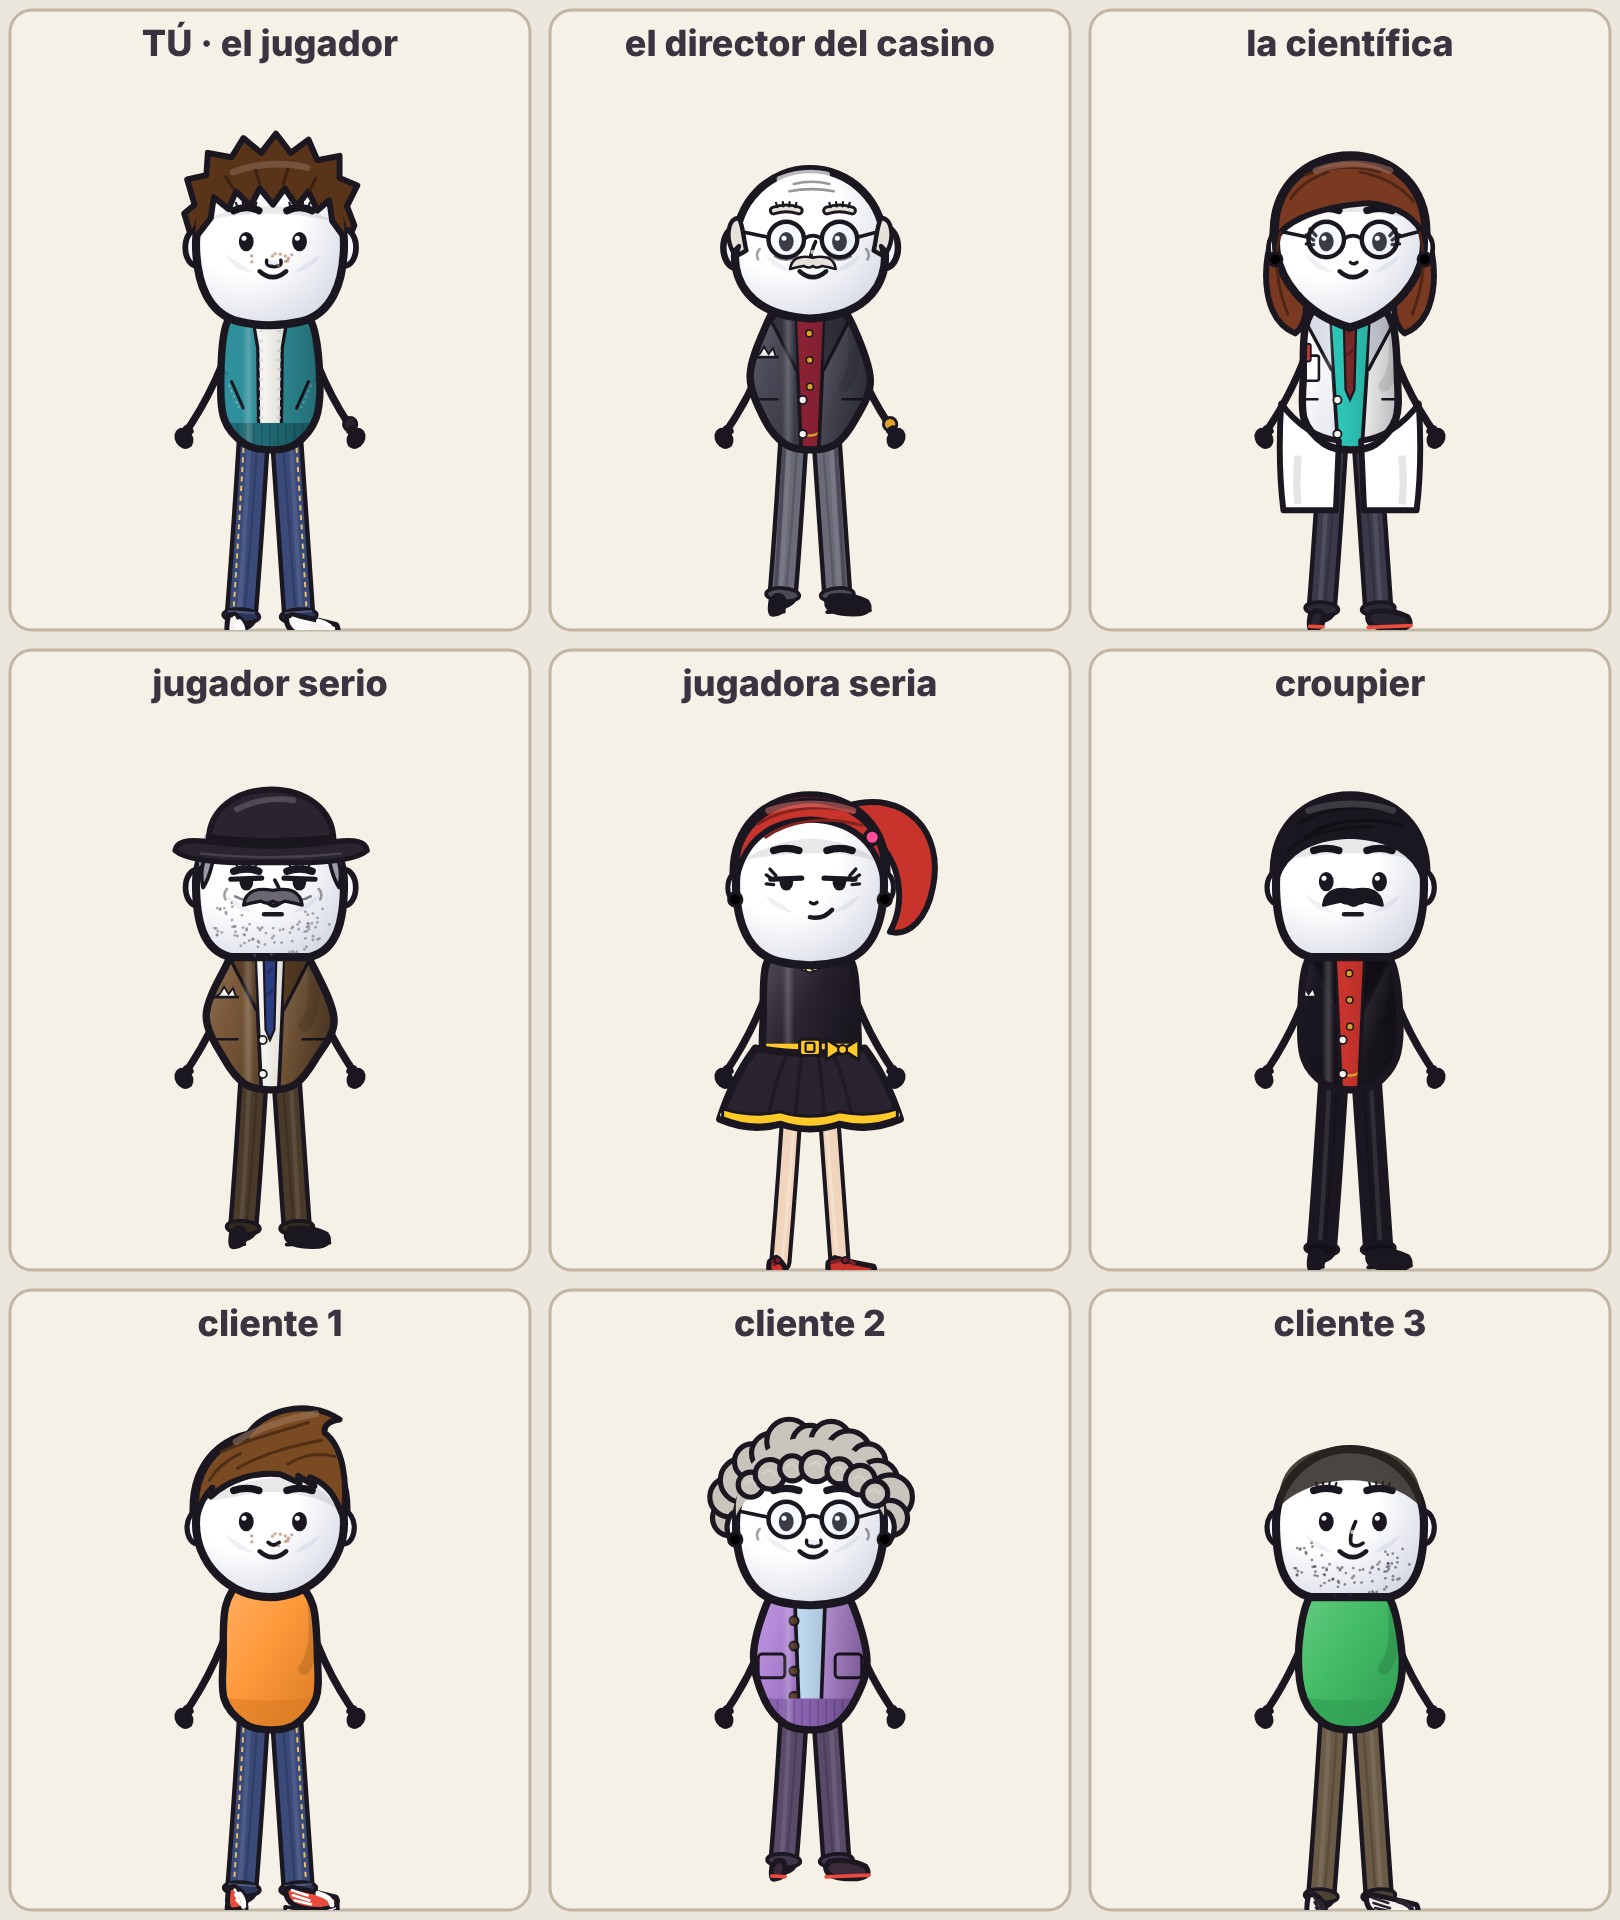 TÚ · el jugador
el director del casino
la científica
jugador serio
jugadora seria
croupier
cliente 1
cliente 2
cliente 3